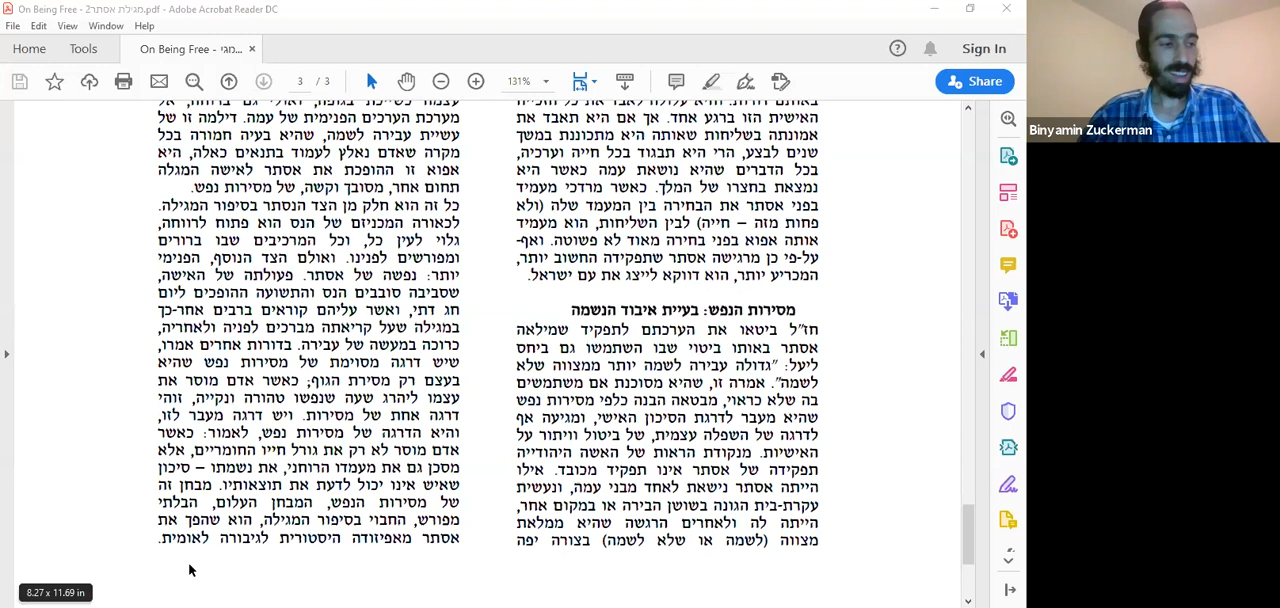 On Being Free - מגילת אסתר2.pdf - Adobe Acrobat Reader DC
File Edit View Window Help
Home Tools On Being Free - מגי... × Sign In
2 / 3 131% Share
Binyamin Zuckerman
האישית הזו ברגע אחד. אך אם היא תאבד את
אמונתה בשליחות שאותה היא מתכוננת במשך
שנים לבצע, הרי היא תבגוד בכל חייה וערכיה,
בכל הדברים שהיא נושאת עמה כאשר היא
נמצאת בחצרו של המלך. כאשר מרדכי מעמיד
בפני אסתר את הבחירה בין המעמד שלה (ולא
פחות מזה – חייה) לבין השליחות, הוא מעמיד
אותה אפוא בפני בחירה מאוד לא פשוטה. ואף-
על-פי כן מרגישה אסתר שתפקידה החשוב יותר,
המכריע יותר, הוא דווקא לייצג את עם ישראל.
מסירות הנפש: בעיית איבוד הנשמה
חז"ל ביטאו את הערכתם לתפקיד שמילאה
אסתר באותו ביטוי שבו השתמשו גם ביחס
ליעל: "גדולה עבירה לשמה יותר ממצווה שלא
לשמה". אמרה זו, שהיא מסוכנת אם משתמשים
בה שלא כראוי, מבטאה הבנה כלפי מסירות נפש
שהיא מעבר לדרגת הסיכון האישי, ומגיעה אף
לדרגה של השפלה עצמית, של ביטול וויתור על
האישיות. מנקודת הראות של האשה היהודייה
תפקידה של אסתר אינו תפקיד מכובד. אילו
הייתה אסתר נישאת לאחד מבני עמה, ונעשית
עקרת-בית הגונה בשושן הבירה או במקום אחר,
הייתה לה ולאחרים הרגשה שהיא ממלאת
מצווה (לשמה או שלא לשמה) בצורה יפה
מערכת הערכים הפנימית של עמה. דילמה זו של
עשיית עבירה לשמה, שהיא בעיה חמורה בכל
מקרה שאדם נאלץ לעמוד בתנאים כאלה, היא
אפוא זו ההופכת את אסתר לאישה המגלה
תחום אחר, מסובך וקשה, של מסירות נפש.
כל זה הוא חלק מן הצד הנסתר בסיפור המגילה.
לכאורה המכניזם של הנס הוא פתוח לרווחה,
גלוי לעין כל, וכל המרכיבים שבו ברורים
ומפורשים לפנינו. ואולם הצד הנוסף, הפנימי
יותר: נפשה של אסתר, פעולתה של האישה,
שסביבה סובבים הנס והתשועה ההופכים ליום
חג דתי, ואשר עליהם קוראים ברבים אחר-כך
במגילה שעל קריאתה מברכים לפניה ולאחריה,
כרוכה במעשה של עבירה. בדורות אחרים אמרו,
שיש דרגה מסוימת של מסירות נפש שהיא
בעצם רק מסירת הגוף; כאשר אדם מוסר את
עצמו ליהרג שעה שנפשו טהורה ונקייה, זוהי
דרגה אחת של מסירות. ויש דרגה מעבר לזו,
והיא הדרגה של מסירות נפש, לאמור: כאשר
אדם מוסר לא רק את גורל חייו החומריים, אלא
מסכן גם את מעמדו הרוחני, את נשמתו – סיכון
שאיש אינו יכול לדעת את תוצאותיו. מבחן זה
של מסירות הנפש, המבחן העלום, הבלתי
מפורש, החבוי בסיפור המגילה, הוא שהפך את
אסתר מאפיזודה היסטורית לגיבורה לאומית.
8.27 x 11.69 in